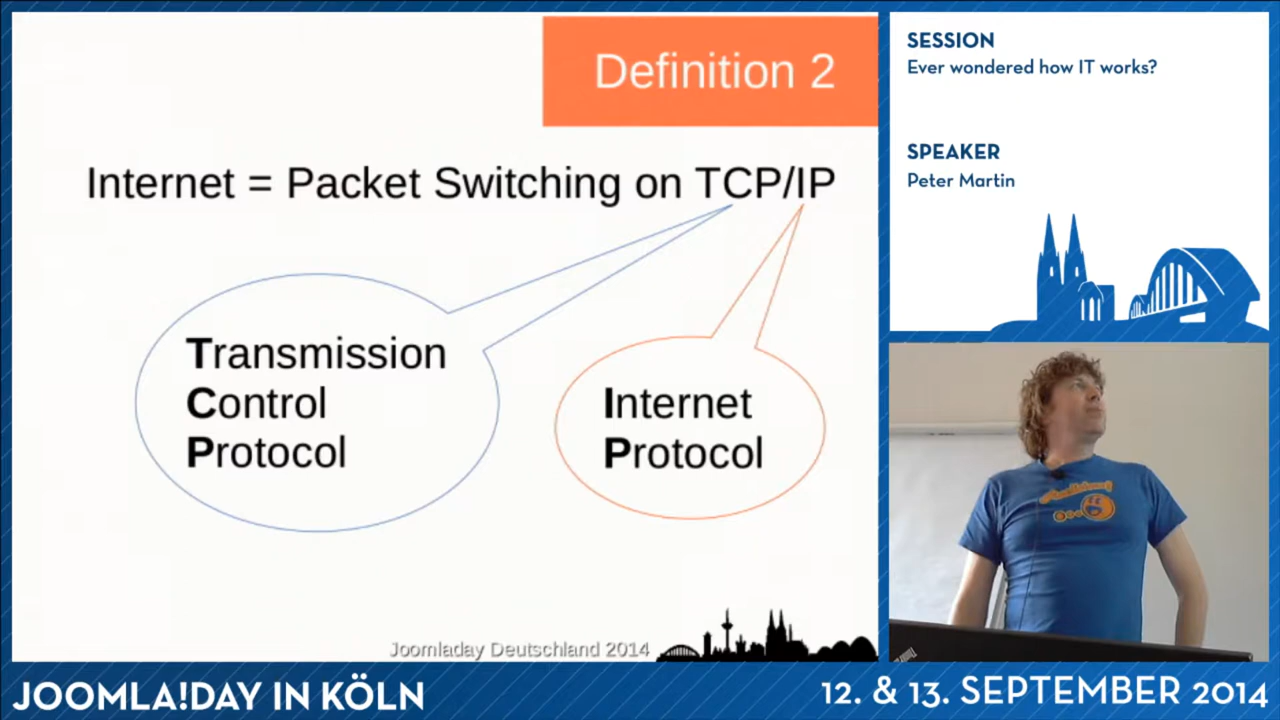 Definition 2
Internet = Packet Switching on TCP/IP
Transmission
Control
Protocol
Internet
Protocol
Joomladay Deutschland 2014
SESSION
Ever wondered how IT works?
SPEAKER
Peter Martin
JOOMLA!DAY IN KÖLN
12. & 13. SEPTEMBER 2014